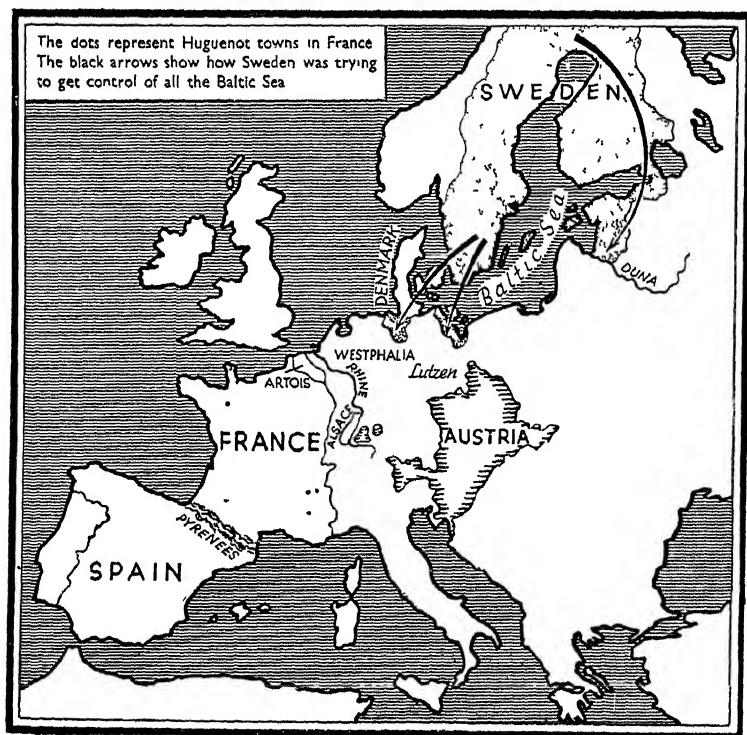 The dots represent Huguenot towns in France
The black arrows show how Sweden was trying
to get control of all the Baltic Sea
SWEDEN
Baltic Sea
DENMARK
DUNA
WESTPHALIA
Lutzen
ARTOIS
RHINE
ALSACE
FRANCE
AUSTRIA
PYRENEES
SPAIN